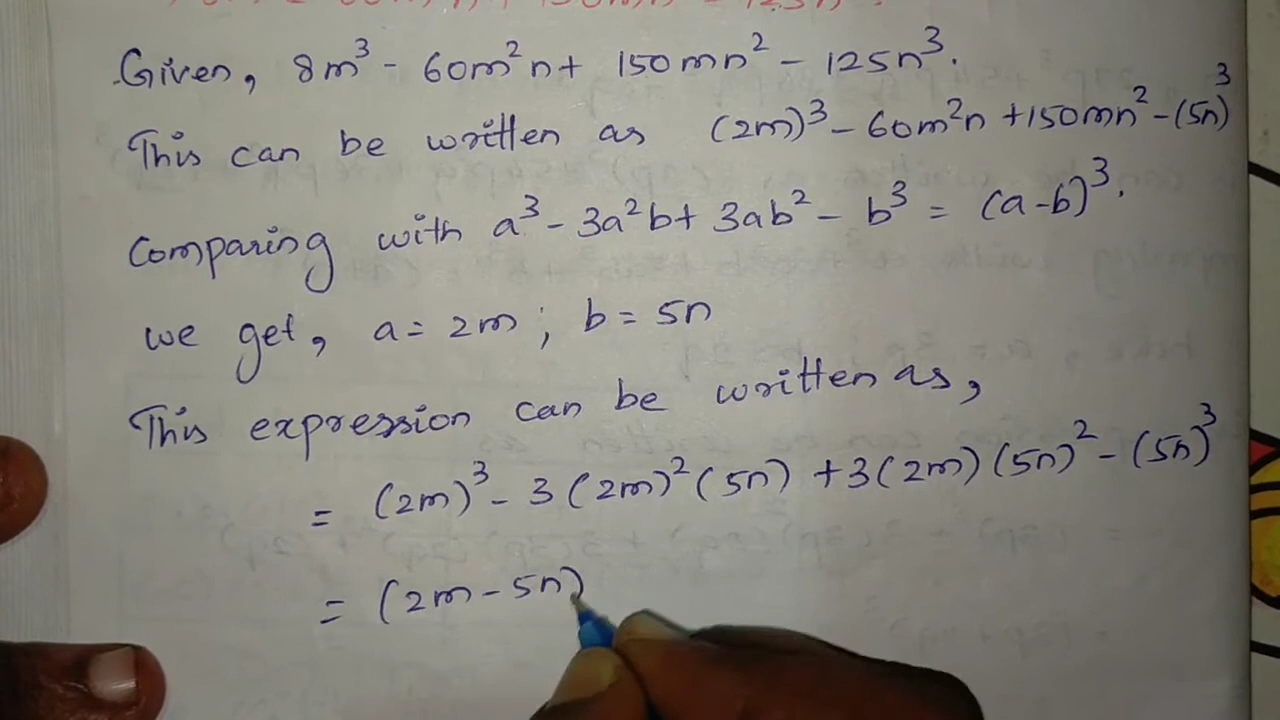 Given, 8m³ - 60m²n + 150mn² - 125n³.
This can be written as (2m)³ - 60m²n + 150mn² - (5n)³
Comparing with a³ - 3a²b + 3ab² - b³ = (a-b)³.
we get, a = 2m ; b = 5n
This expression can be written as,
= (2m)³ - 3(2m)²(5n) + 3(2m)(5n)² - (5n)³
= (2m - 5n)